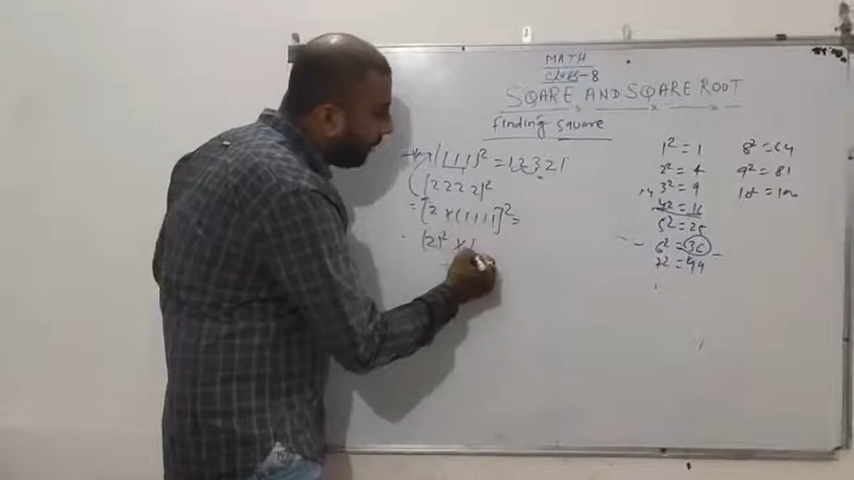 MATH
CLASS-8
SQARE AND SQARE ROOT
Finding square
(111)² = 12321
(2222)²
= [2×(1111]² =
(2)² × (
1² = 1
2² = 4
3² = 9
4² = 16
5² = 25
6² = 36
7² = 49
8² = 64
9² = 81
10² = 100